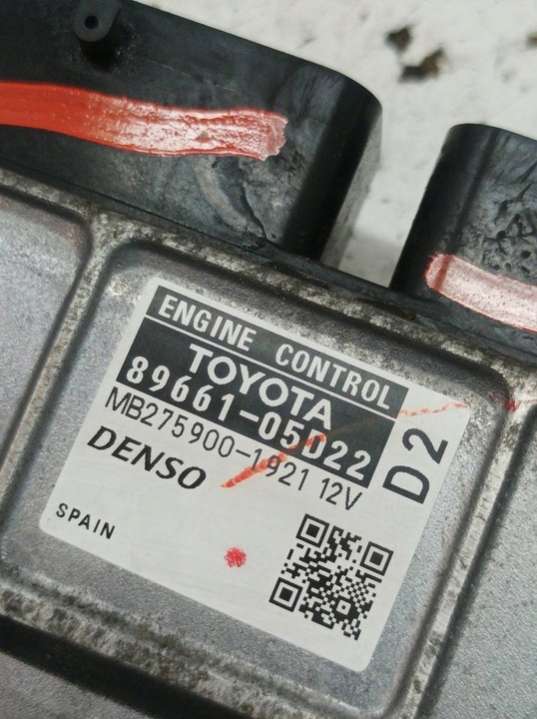 ENGINE CONTROL
TOYOTA
89661-05D22
MB275900-1921 12V
D2
DENSO
SPAIN